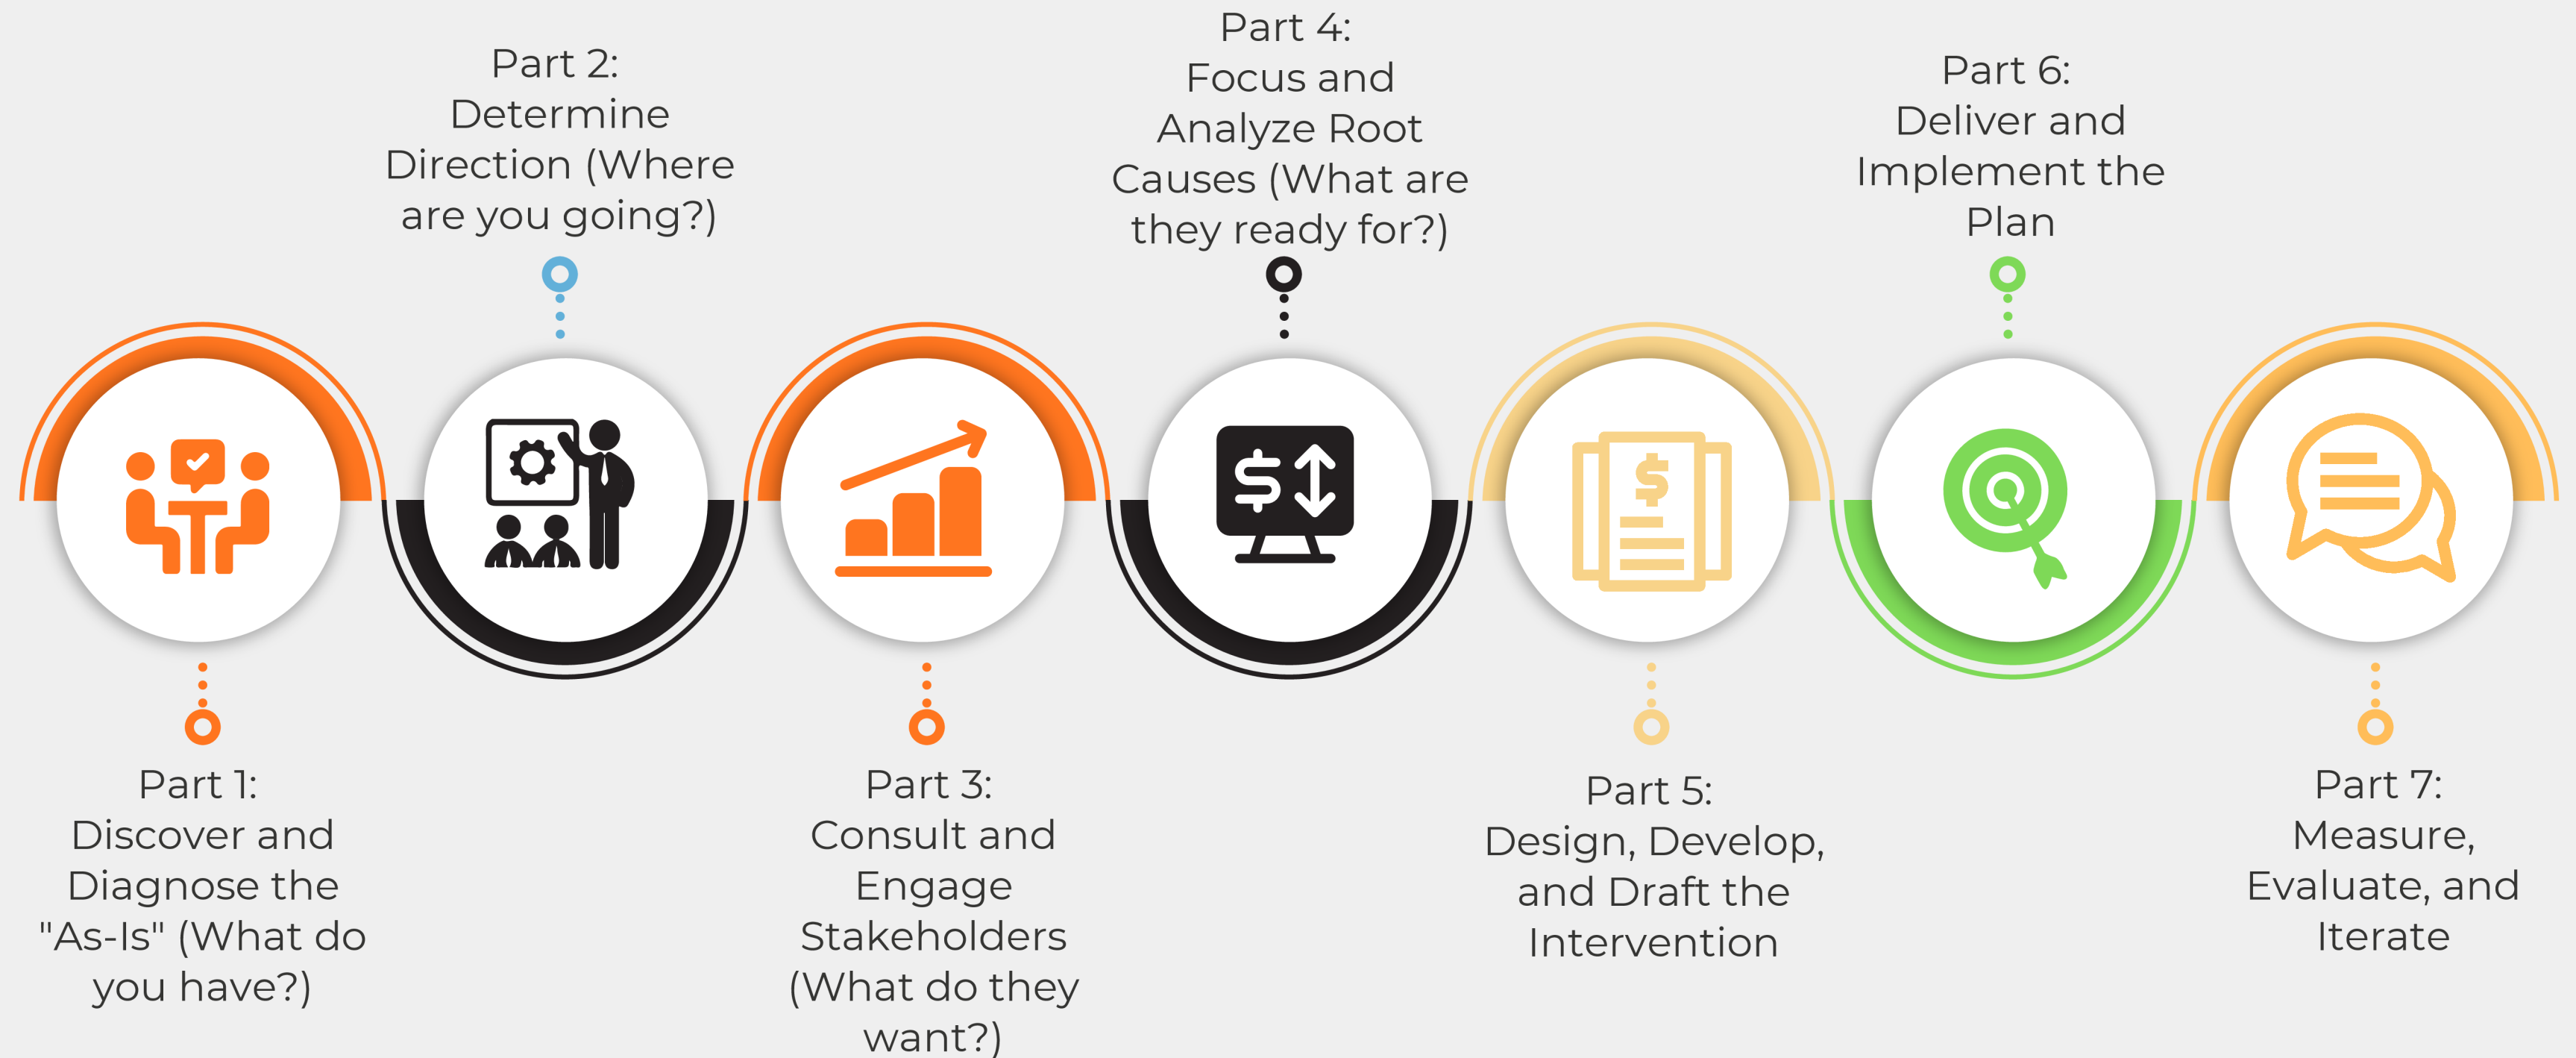 Part 1:
Discover and
Diagnose the
"As-Is" (What do
you have?)
Part 2:
Determine
Direction (Where
are you going?)
Part 3:
Consult and
Engage
Stakeholders
(What do they
want?)
Part 4:
Focus and
Analyze Root
Causes (What are
they ready for?)
Part 5:
Design, Develop,
and Draft the
Intervention
Part 6:
Deliver and
Implement the
Plan
Part 7:
Measure,
Evaluate, and
Iterate
$
$